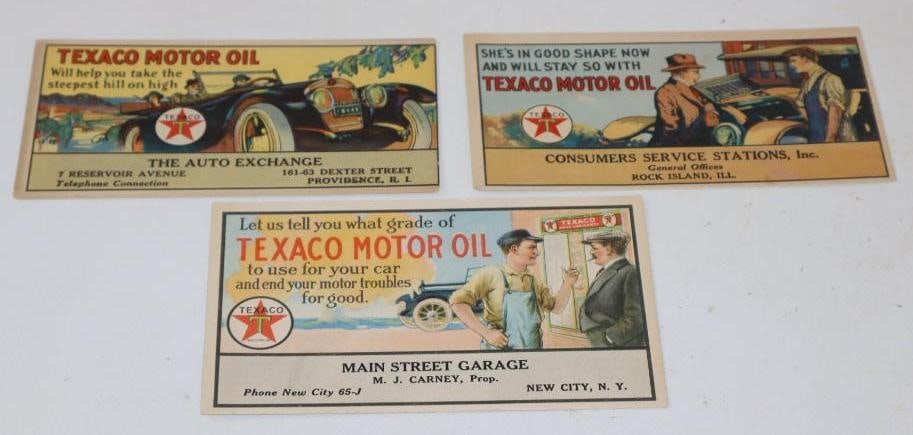 TEXACO MOTOR OIL
Will help you take the
steepest hill on high
TEXACO
T
THE AUTO EXCHANGE
7 RESERVOIR AVENUE
Telephone Connection
161-63 DEXTER STREET
PROVIDENCE, R. I.
SHE'S IN GOOD SHAPE NOW
AND WILL STAY SO WITH
TEXACO MOTOR OIL
TEXACO
T
CONSUMERS SERVICE STATIONS, Inc.
General Offices
ROCK ISLAND, ILL.
Let us tell you what grade of
TEXACO MOTOR OIL
to use for your car
and end your motor troubles
for good.
TEXACO
T
TEXACO
MAIN STREET GARAGE
M. J. CARNEY, Prop.
Phone New City 65-J
NEW CITY, N. Y.